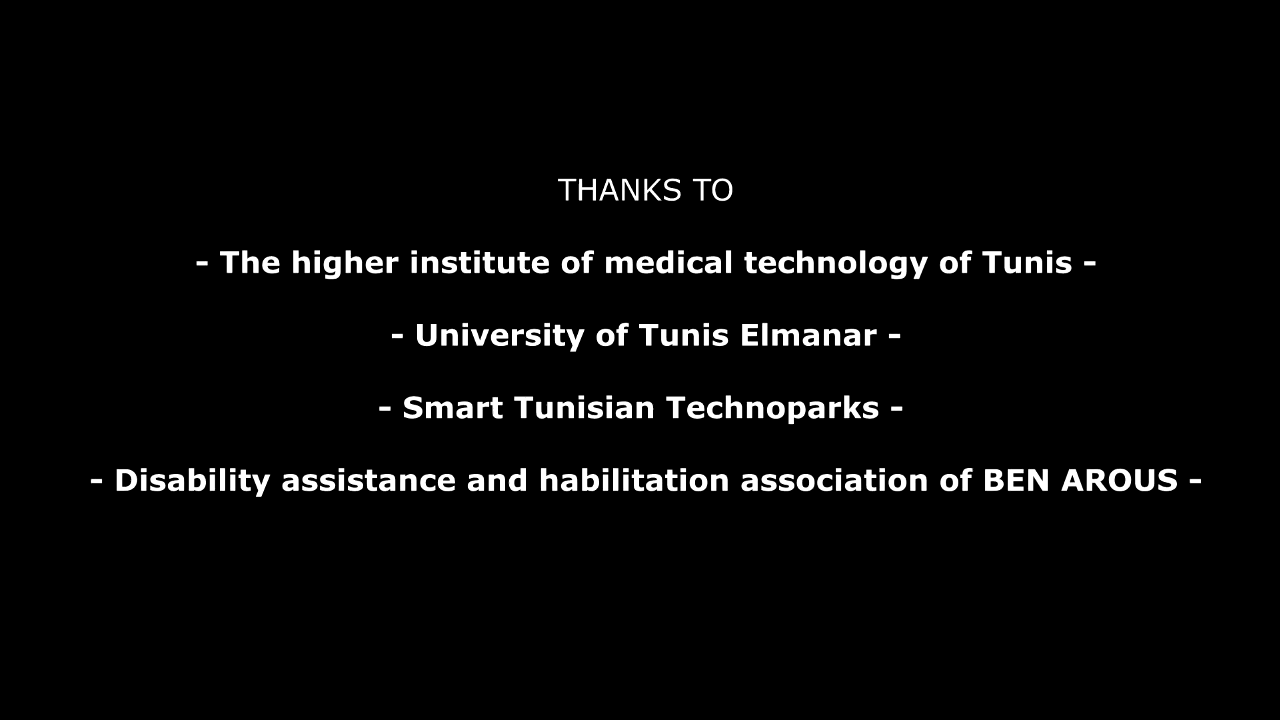 THANKS TO
- The higher institute of medical technology of Tunis -
- University of Tunis Elmanar -
- Smart Tunisian Technoparks -
- Disability assistance and habilitation association of BEN AROUS -